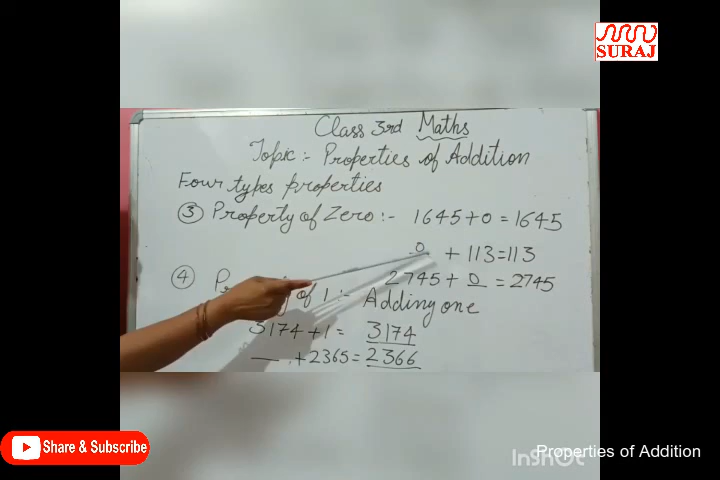 SURAJ
Class 3rd Maths
Topic:- Properties of Addition
Four types properties
③ Property of Zero:- 1645+0=1645
0 +113=113
2745+0=2745
④ of 1:- Adding one
3174+1= 3174
__ +2365=2366
Share & Subscribe
Properties of Addition
InShOt